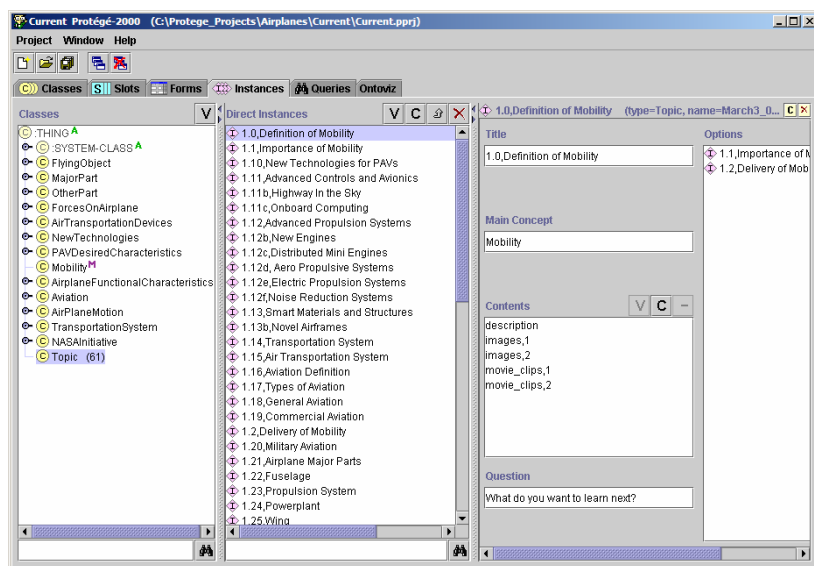 Current Protégé-2000 (C:\Protege_Projects\Airplanes\Current\Current.pprj)
Project Window Help
C Classes S Slots Forms Instances Queries Ontoviz
Classes V
C :THING A
C :SYSTEM-CLASS A
C FlyingObject
C MajorPart
C OtherPart
C ForcesOnAirplane
C AirTransportationDevices
C NewTechnologies
C PAVDesiredCharacteristics
C Mobility M
C AirplaneFunctionalCharacteristics
C Aviation
C AirPlaneMotion
C TransportationSystem
C NASAInitiative
C Topic (61)
Direct Instances V C
1.0,Definition of Mobility
1.1,Importance of Mobility
1.10,New Technologies for PAVs
1.11,Advanced Controls and Avionics
1.11b,Highway In the Sky
1.11c,Onboard Computing
1.12,Advanced Propulsion Systems
1.12b,New Engines
1.12c,Distributed Mini Engines
1.12d, Aero Propulsive Systems
1.12e,Electric Propulsion Systems
1.12f,Noise Reduction Systems
1.13,Smart Materials and Structures
1.13b,Novel Airframes
1.14,Transportation System
1.15,Air Transportation System
1.16,Aviation Definition
1.17,Types of Aviation
1.18,General Aviation
1.19,Commercial Aviation
1.2,Delivery of Mobility
1.20,Military Aviation
1.21,Airplane Major Parts
1.22,Fuselage
1.23,Propulsion System
1.24,Powerplant
1.25,Wing
1.0,Definition of Mobility (type=Topic, name=March3_0... C X
Title
1.0,Definition of Mobility
Main Concept
Mobility
Contents V C −
description
images,1
images,2
movie_clips,1
movie_clips,2
Question
What do you want to learn next?
Options
1.1,Importance of M
1.2,Delivery of Mob